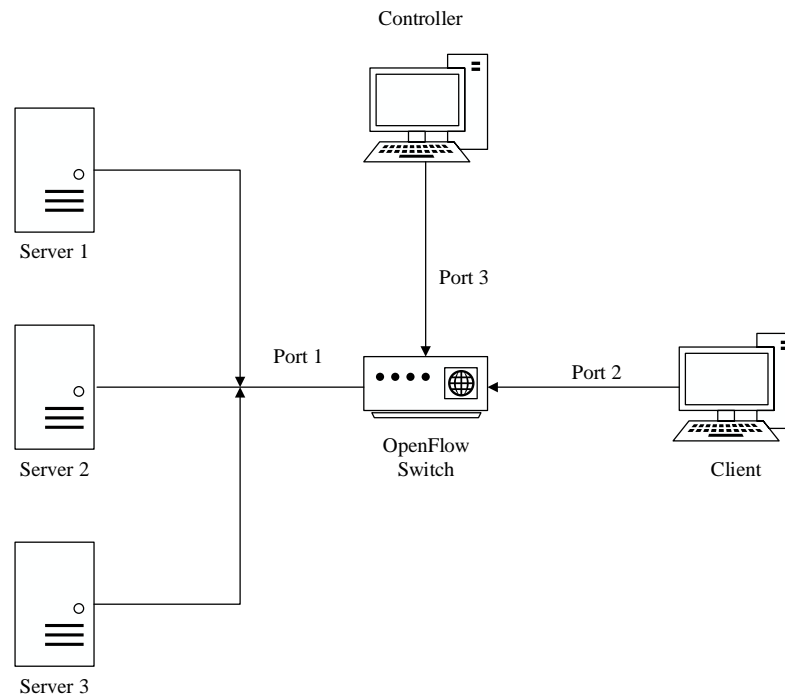 Controller
Server 1
Port 3
Port 1
Port 2
Server 2
OpenFlow
Switch
Client
Server 3